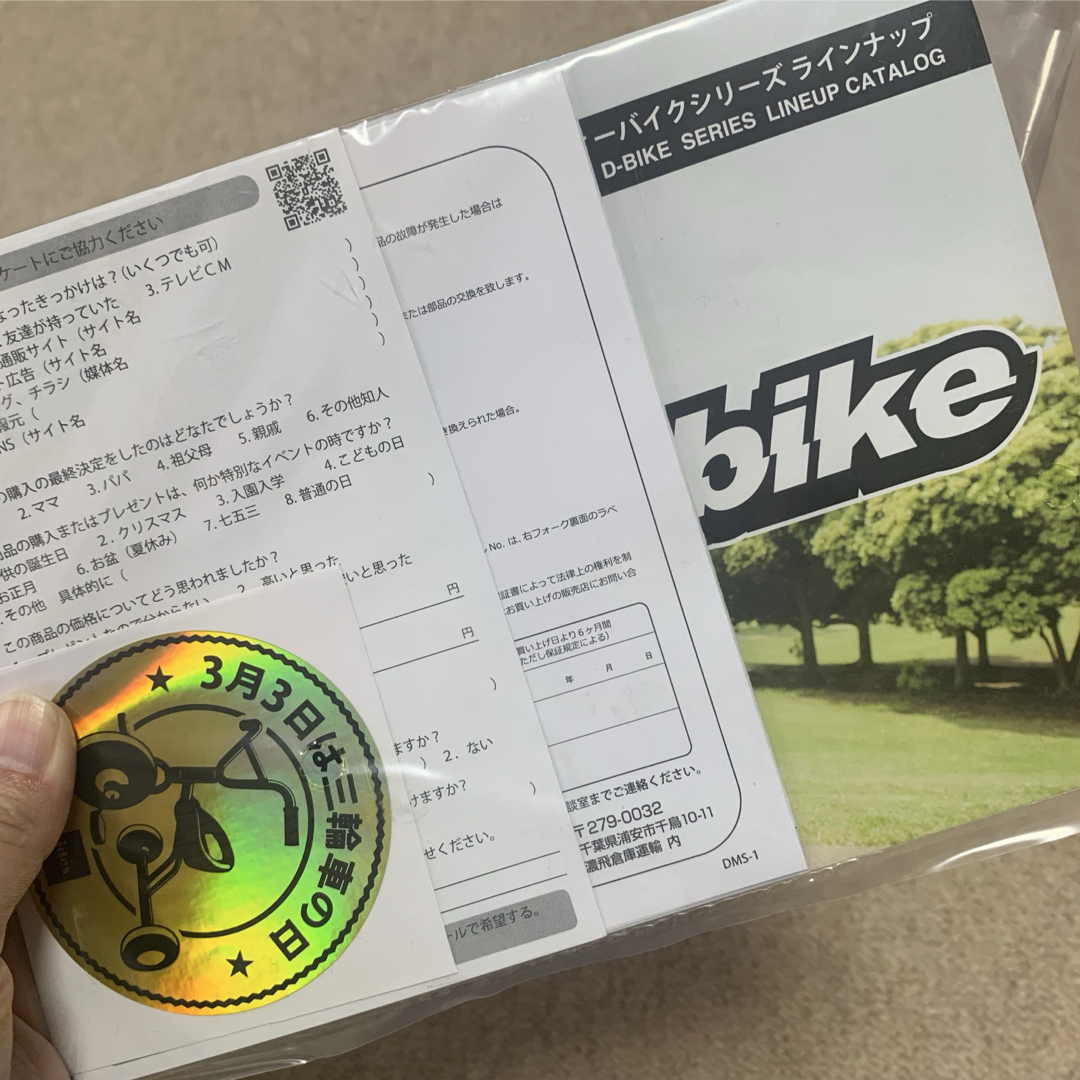 ーバイクシリーズ ラインナップ
D-BIKE SERIES LINEUP CATALOG
bike
ケートにご協力ください
なったきっかけは？(いくつでも可)
友達が持っていた 3.テレビCM )
通販サイト（サイト名 )
ト広告（サイト名 )
グ、チラシ（媒体名 )
報元（ )
NS（サイト名 )
の購入の最終決定をしたのはどなたでしょうか？
2.ママ 3.パパ 4.祖父母 5.親戚 6.その他知人
品の購入またはプレゼントは、何か特別なイベントの時ですか？
供の誕生日 2.クリスマス 3.入園入学 4.こどもの日
お正月 6.お盆（夏休み） 7.七五三 8.普通の日
.その他 具体的に（ )
この商品の価格についてどう思われましたか？
2．高いと思った
いと思った
円
円
)
ますか？
) 2．ない
けますか？
)
せください。
ールで希望する。
品の故障が発生した場合は
または部品の交換を致します。
き換えられた場合。
No. は、右フォーク裏面のラベ
証書によって法律上の権利を制
お買い上げの販売店にお問い合
買い上げ日より6ヶ月間
ただし保証規定による）
年 月 日
談室までご連絡ください。
〒279-0032
千葉県浦安市千鳥10-11
濃飛倉庫運輸 内
DMS-1
★ 3月3日は三輪車の日 ★